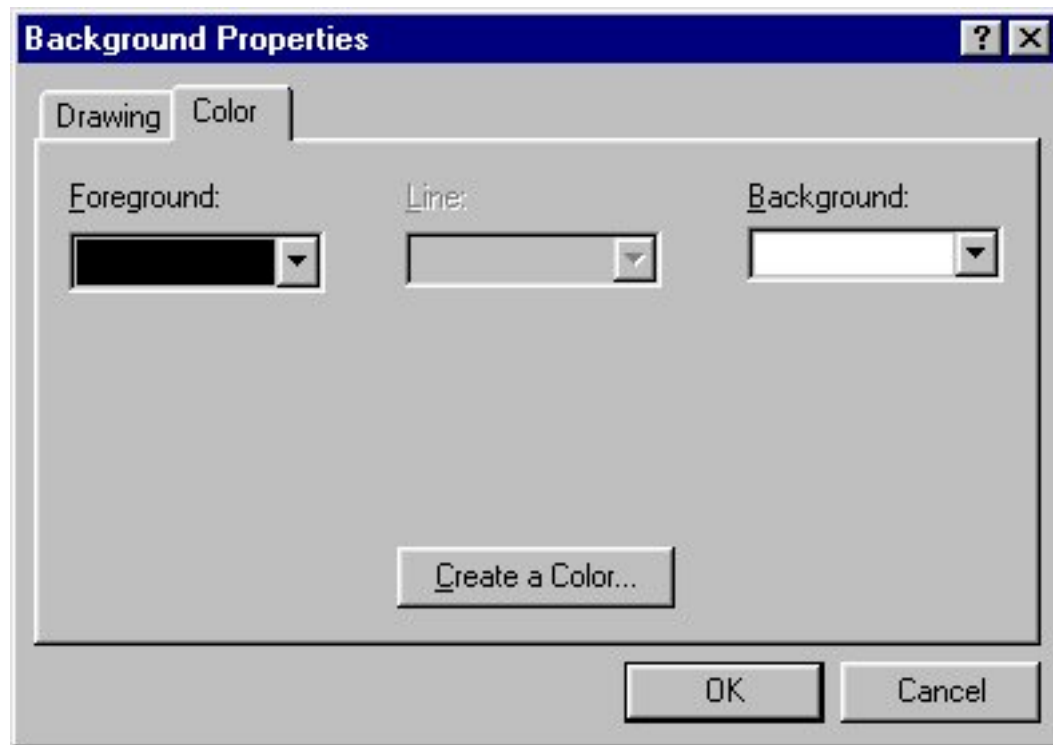 Background Properties
Drawing Color
Foreground: Line: Background:
Create a Color...
OK Cancel